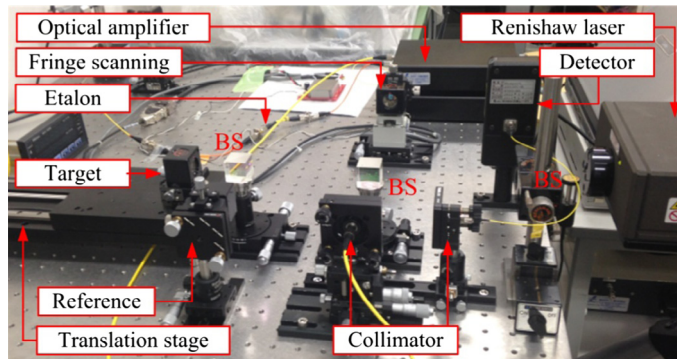 Optical amplifier
Renishaw laser
Fringe scanning
Detector
Etalon
BS
Target
BS
BS
Reference
Translation stage
Collimator